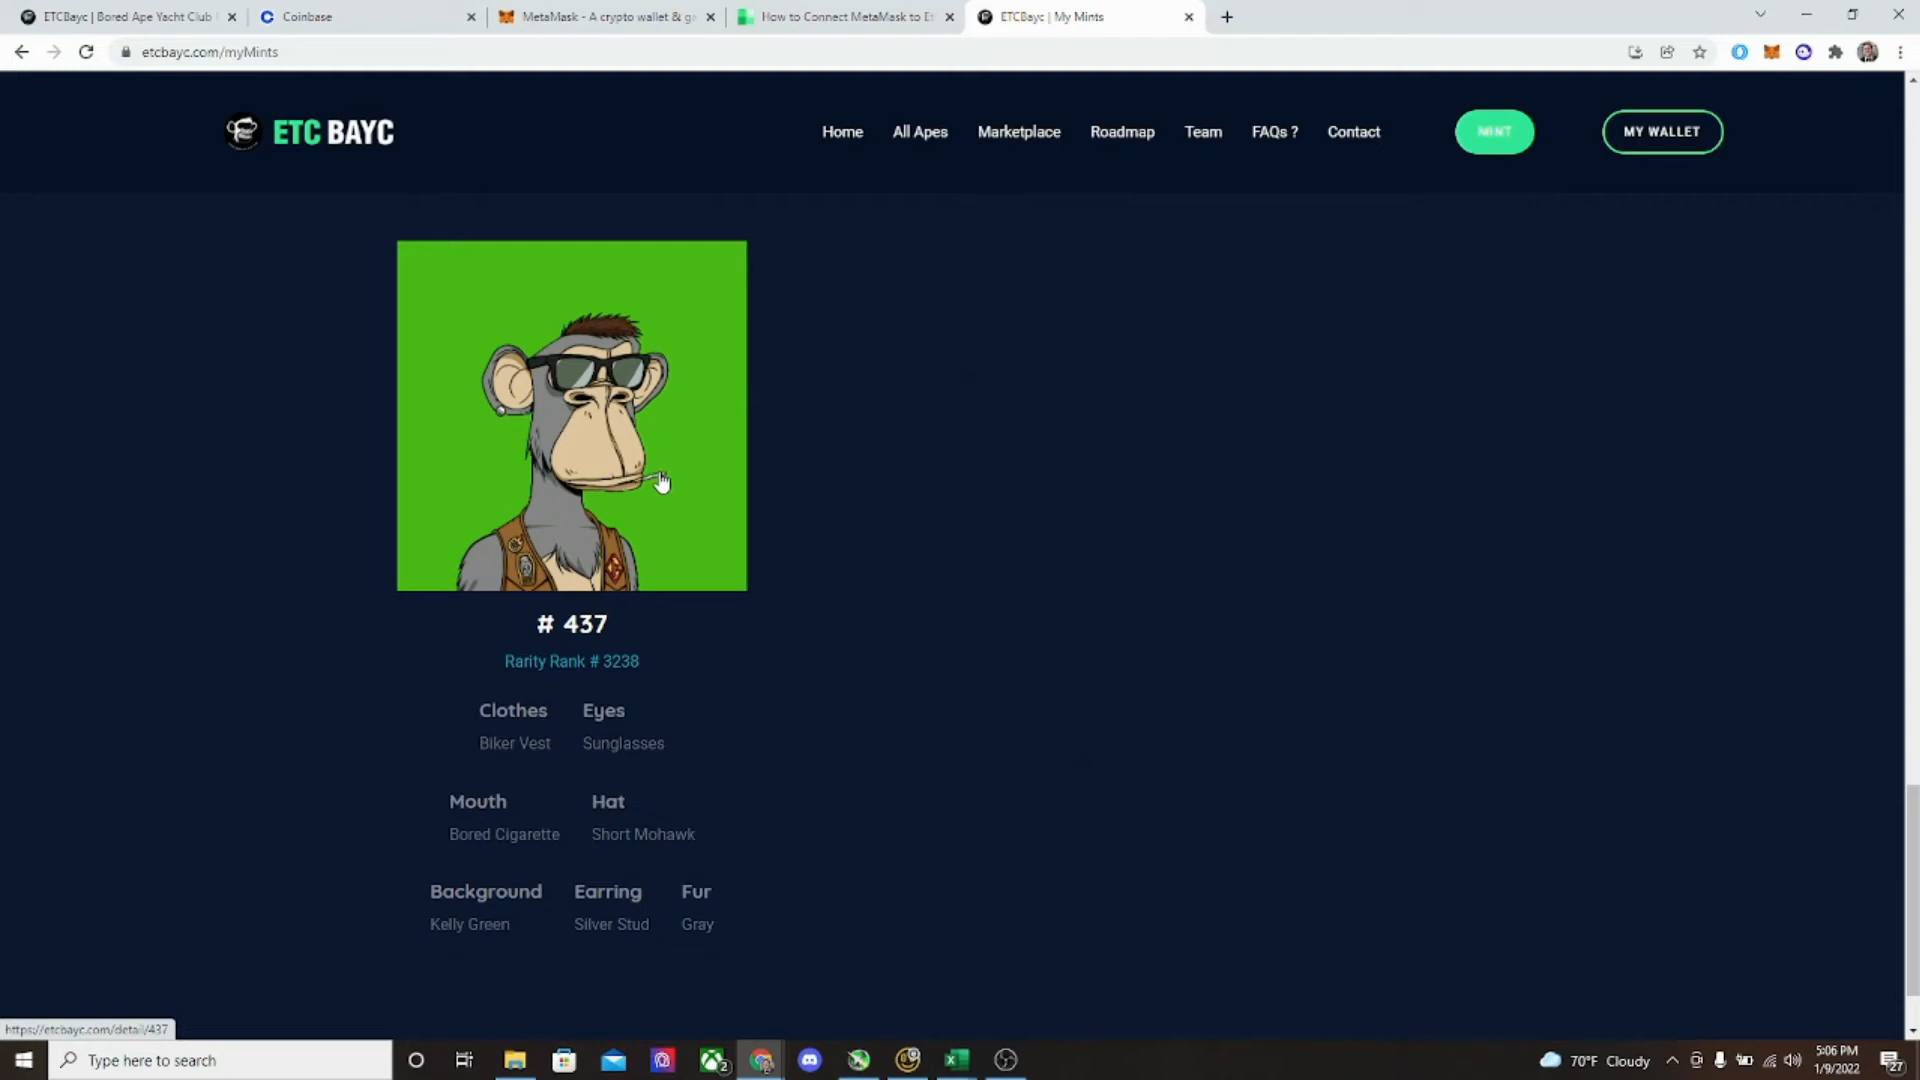 ETCBayc | Bored Ape Yacht Club
Coinbase
MetaMask - A crypto wallet & ga
How to Connect MetaMask to Et
ETCBayc | My Mints
etcbayc.com/myMints
ETC BAYC
Home
All Apes
Marketplace
Roadmap
Team
FAQs ?
Contact
MINT
MY WALLET
# 437
Rarity Rank # 3238
Clothes Eyes
Biker Vest Sunglasses
Mouth Hat
Bored Cigarette Short Mohawk
Background Earring Fur
Kelly Green Silver Stud Gray
https://etcbayc.com/detail/437
Type here to search
2
70°F Cloudy
5:06 PM
1/9/2022
27